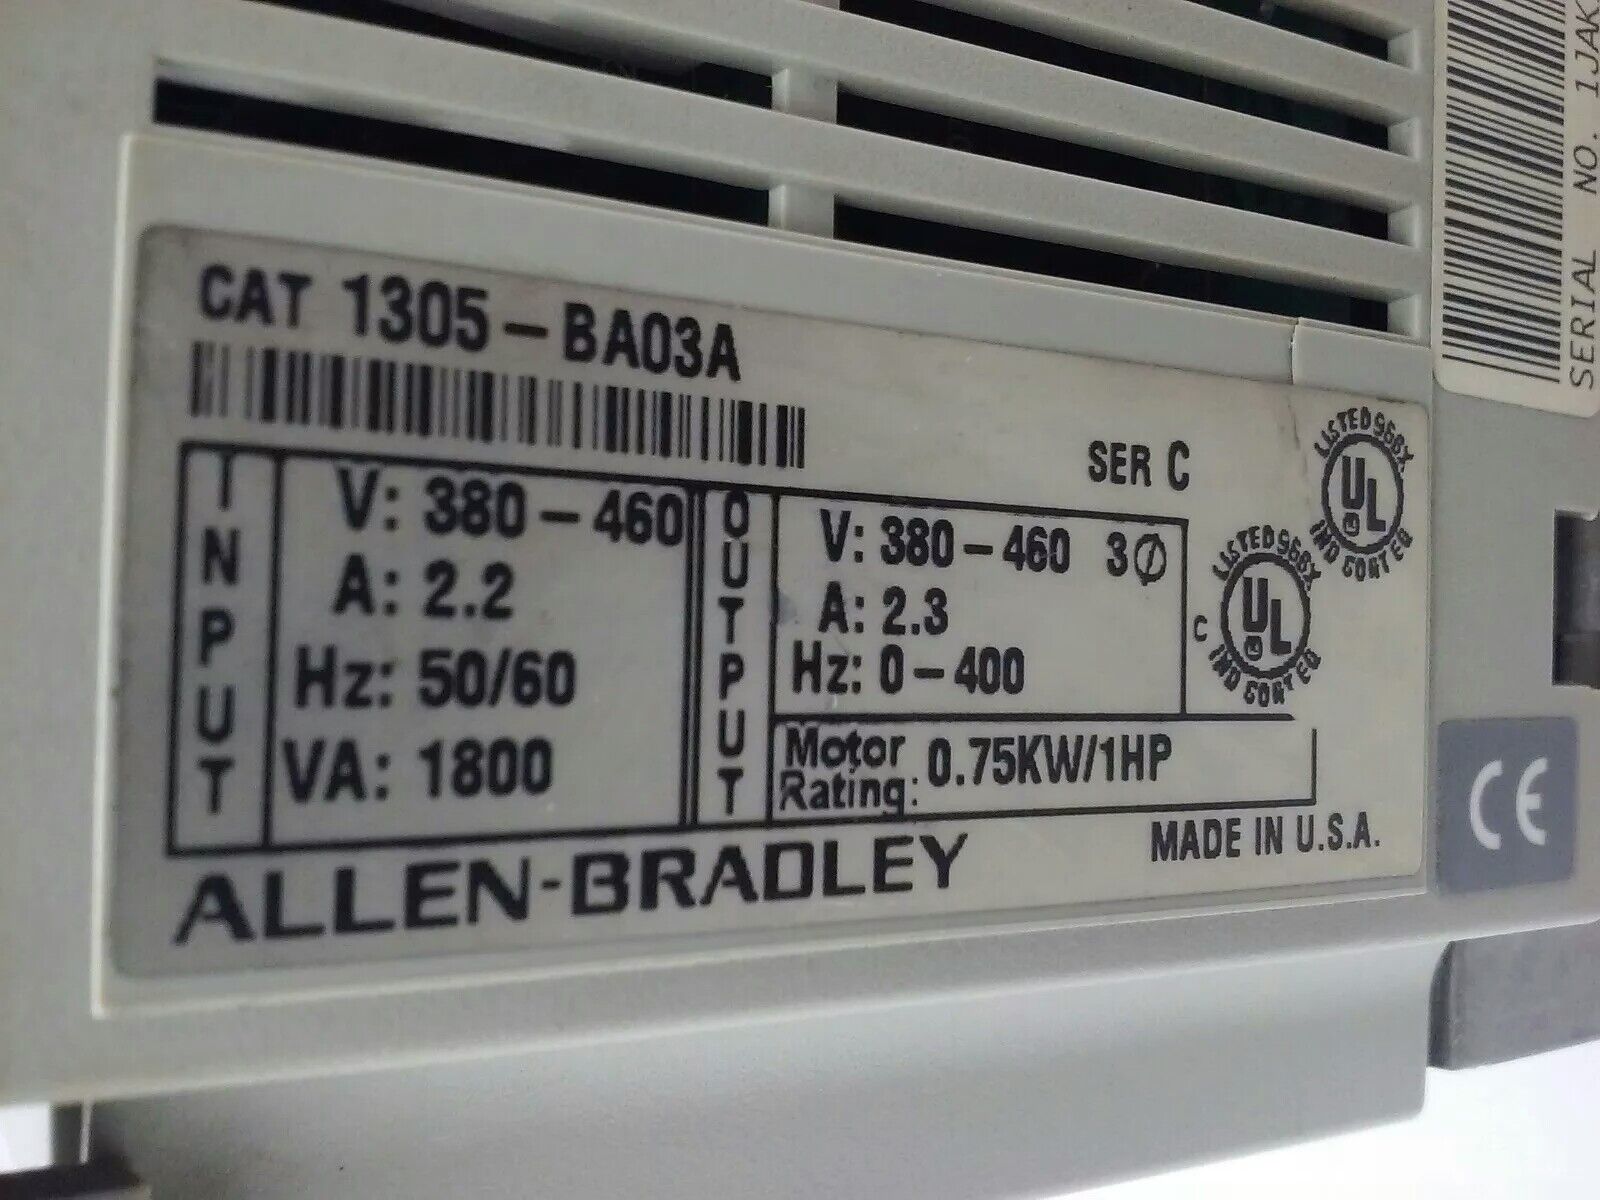 CAT 1305-BA03A
SER C
INPUT
V: 380-460
A: 2.2
Hz: 50/60
VA: 1800
OUTPUT
V: 380-460 3Ø
A: 2.3
Hz: 0-400
Motor Rating: 0.75KW/1HP
LISTED 968X
UL
IND CONT EQ
C
LISTED 968X
UL
IND CONT EQ
ALLEN-BRADLEY
MADE IN U.S.A.
CE
SERIAL NO. 1JAK